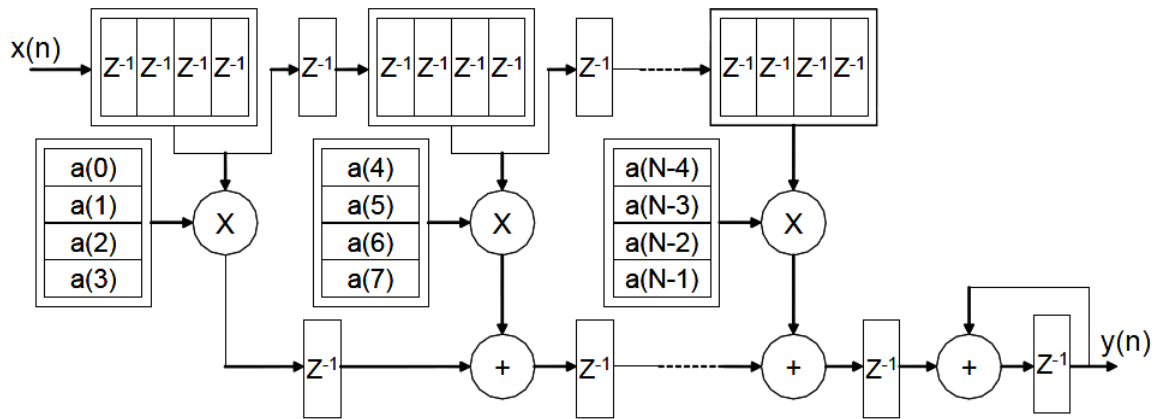 x(n)
Z⁻¹ Z⁻¹ Z⁻¹ Z⁻¹
Z⁻¹
Z⁻¹ Z⁻¹ Z⁻¹ Z⁻¹
Z⁻¹
Z⁻¹ Z⁻¹ Z⁻¹ Z⁻¹
a(0)
a(1)
a(2)
a(3)
X
a(4)
a(5)
a(6)
a(7)
X
a(N-4)
a(N-3)
a(N-2)
a(N-1)
X
Z⁻¹
+
Z⁻¹
+
Z⁻¹
+
Z⁻¹
y(n)